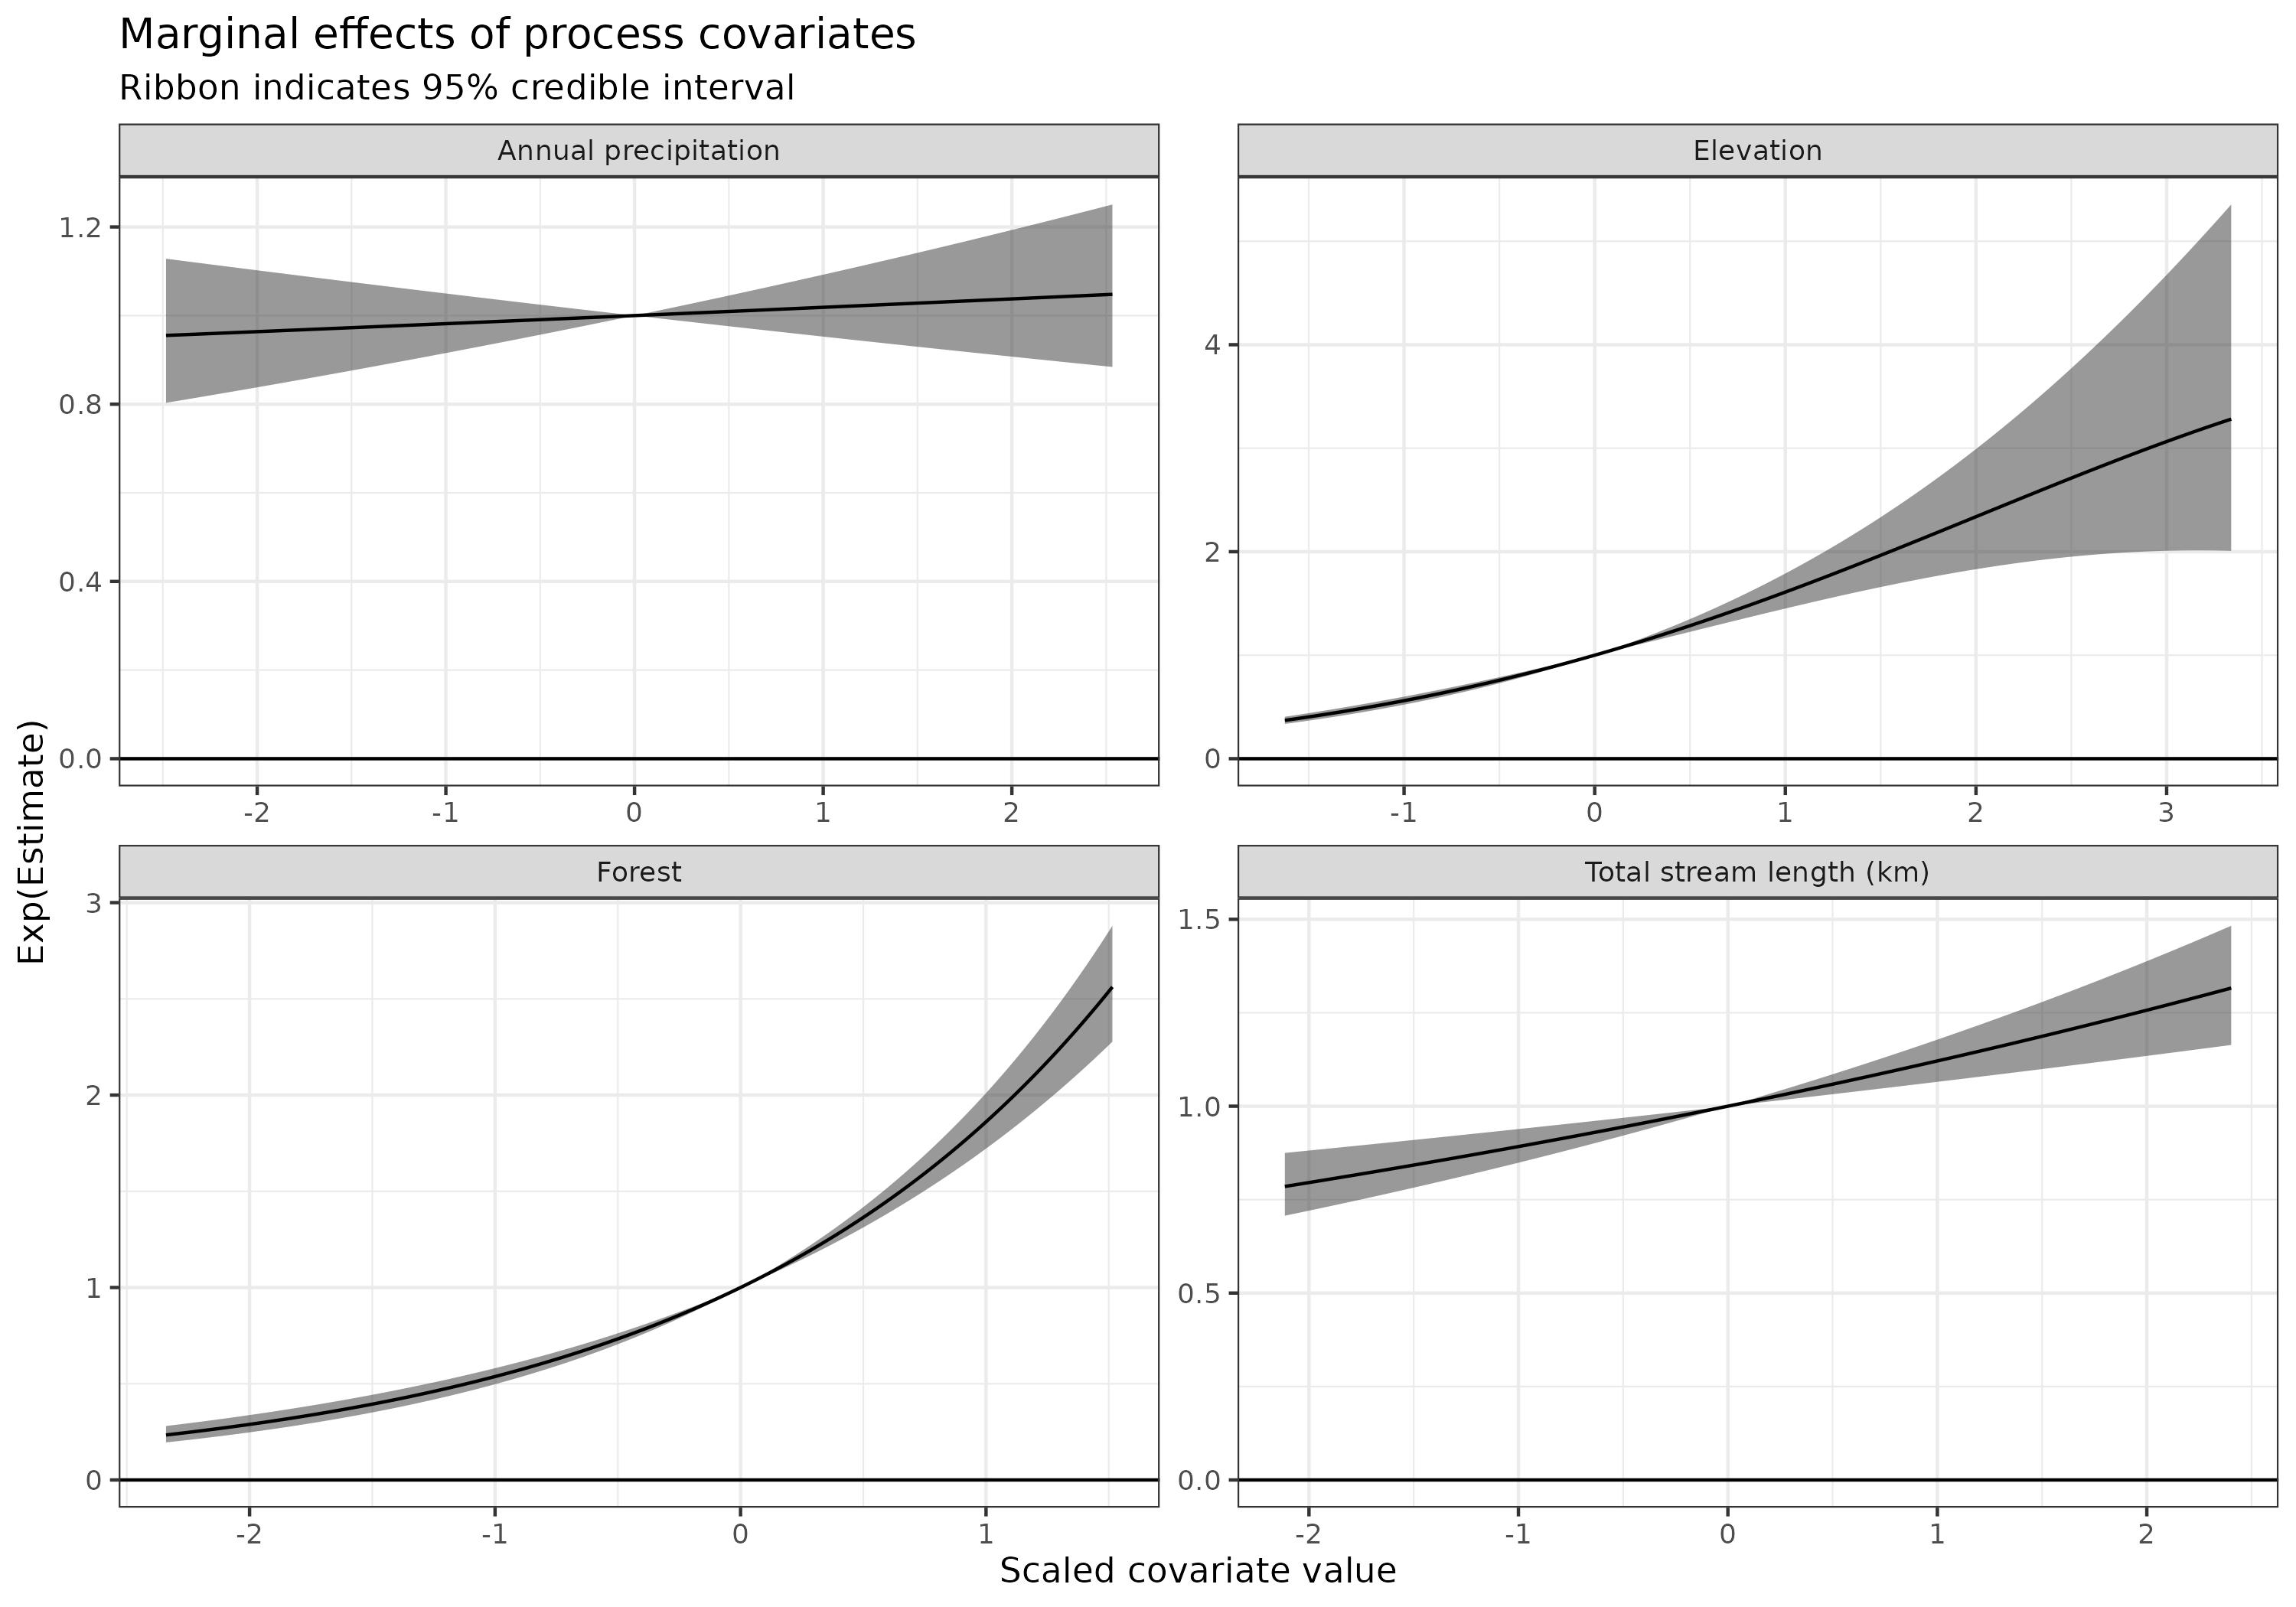 Marginal effects of process covariates
Ribbon indicates 95% credible interval
Annual precipitation
1.2
0.8
0.4
0.0
-2 -1 0 1 2
Elevation
4
2
0
-1 0 1 2 3
Exp(Estimate)
Forest
3
2
1
0
-2 -1 0 1
Total stream length (km)
1.5
1.0
0.5
0.0
-2 -1 0 1 2
Scaled covariate value